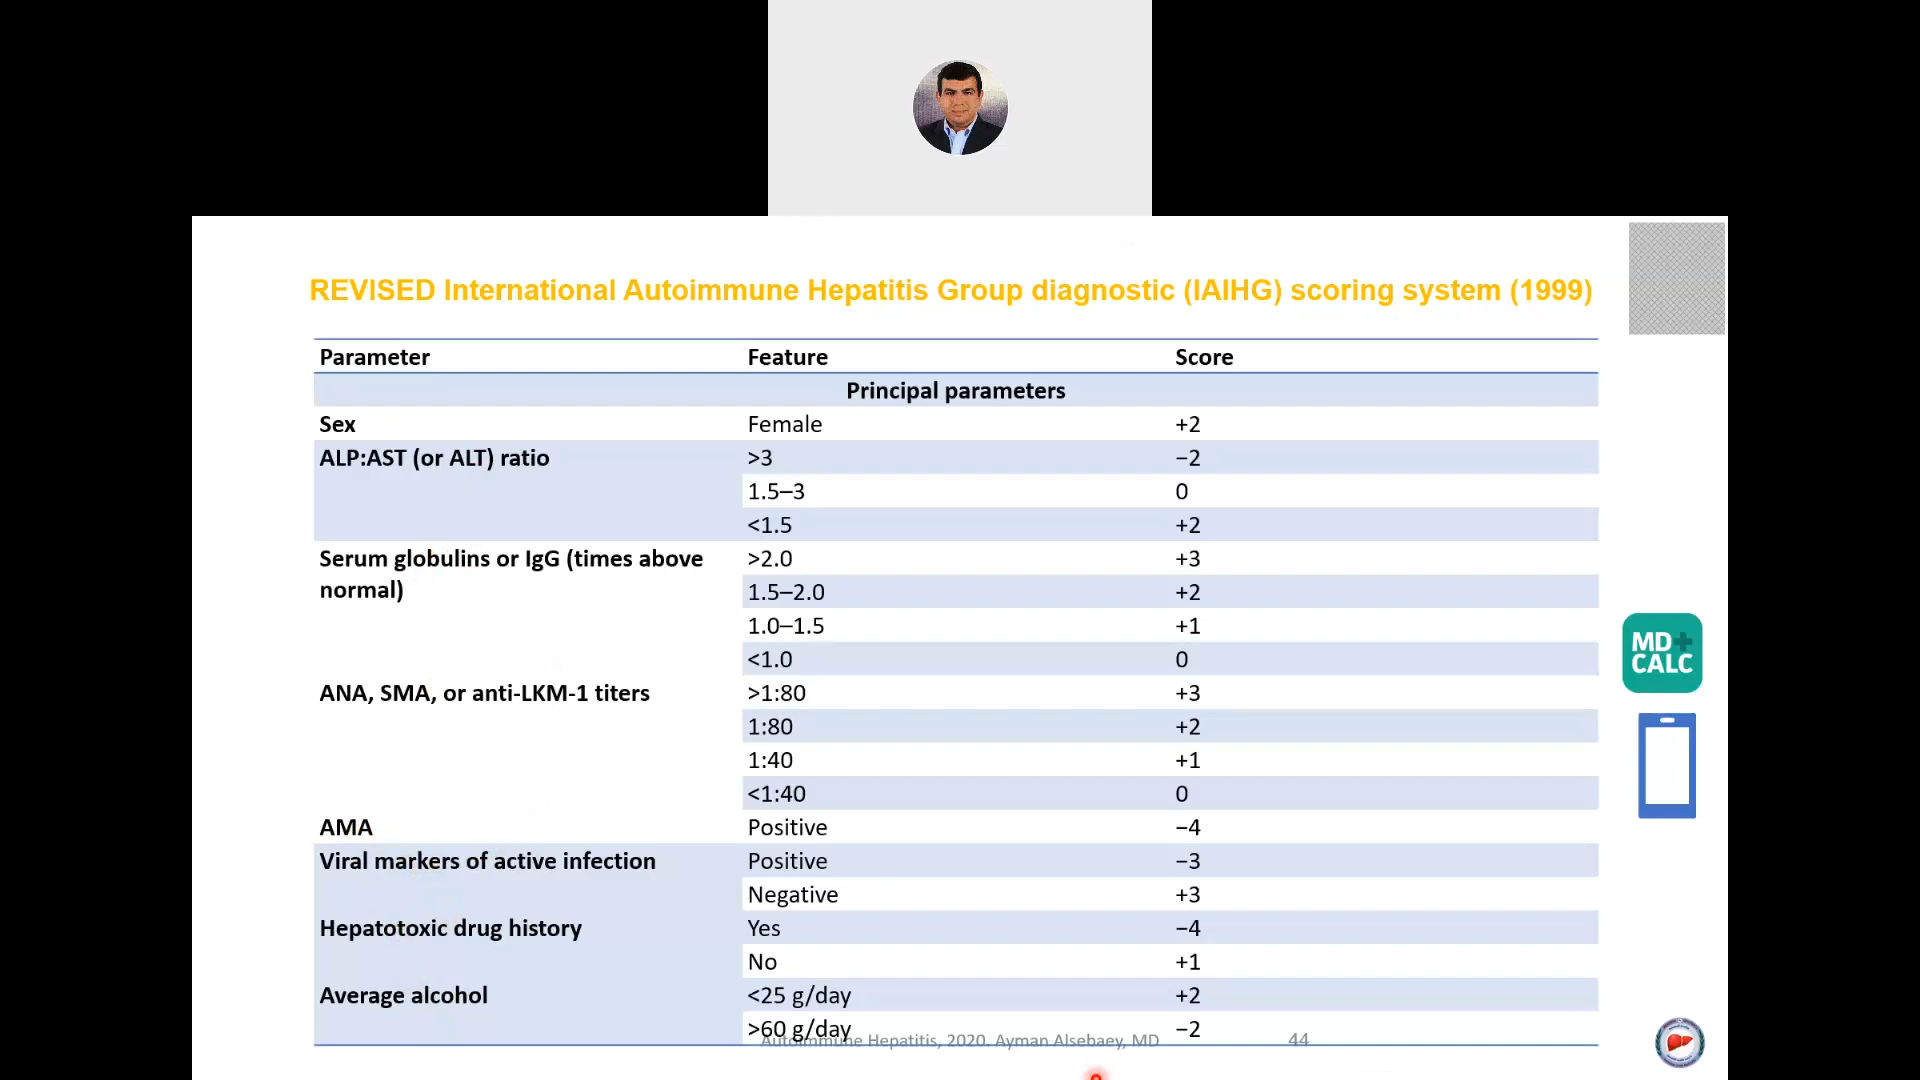 REVISED International Autoimmune Hepatitis Group diagnostic (IAIHG) scoring system (1999)
Parameter Feature Score
Principal parameters
Sex Female +2
ALP:AST (or ALT) ratio >3 −2
1.5–3 0
<1.5 +2
Serum globulins or IgG (times above >2.0 +3
normal)
1.5–2.0 +2
1.0–1.5 +1
<1.0 0
ANA, SMA, or anti-LKM-1 titers >1:80 +3
1:80 +2
1:40 +1
<1:40 0
AMA Positive −4
Viral markers of active infection Positive −3
Negative +3
Hepatotoxic drug history Yes −4
No +1
Average alcohol <25 g/day +2
>60 g/day −2
Autoimmune Hepatitis, 2020. Ayman Alsebaey, MD 44
MD+
CALC